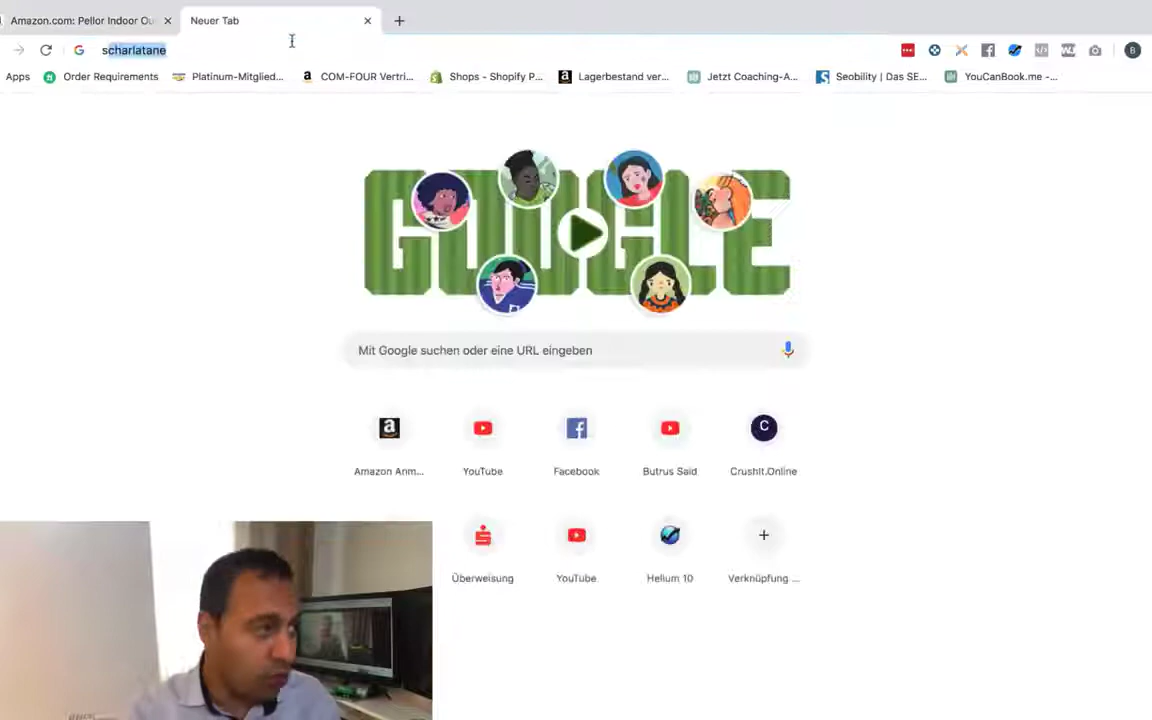 Amazon.com: Pellor Indoor Ou
Neuer Tab
scharlatane
Apps
Order Requirements
Platinum-Mitglied...
COM-FOUR Vertri...
Shops - Shopify P...
Lagerbestand ver...
Jetzt Coaching-A...
Seobility | Das SE...
YouCanBook.me -...
B
GOOGLE
Mit Google suchen oder eine URL eingeben
Amazon Anm...
YouTube
Facebook
Butrus Said
C
CrushIt.Online
Überweisung
YouTube
Helium 10
Verknüpfung ...